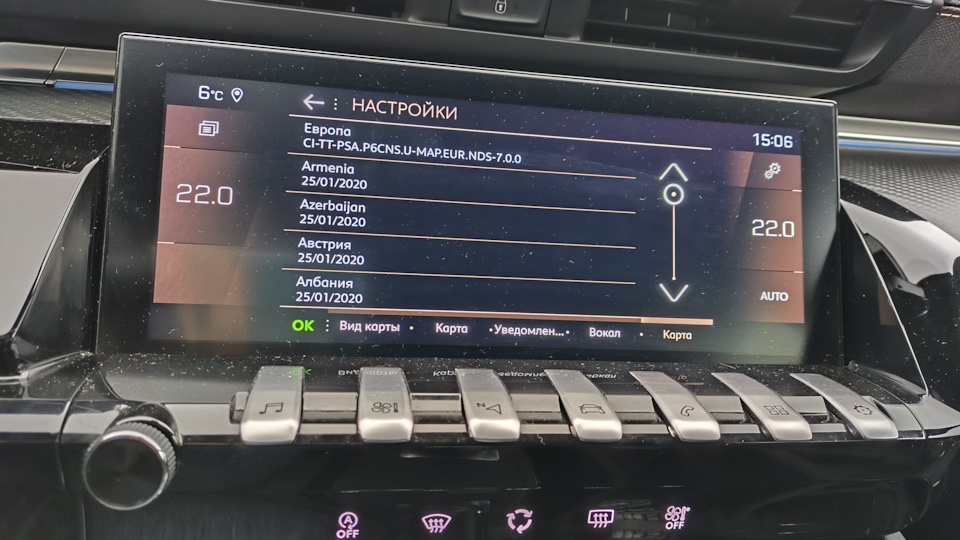 6°C
НАСТРОЙКИ
15:06
Европа
CI-TT-PSA.P6CNS.U-MAP.EUR.NDS-7.0.0
Armenia
25/01/2020
Azerbaijan
25/01/2020
Австрия
25/01/2020
Албания
25/01/2020
22.0
22.0
AUTO
OK Вид карты Карта Уведомлен... Вокал Карта
N
A
OFF
OFF